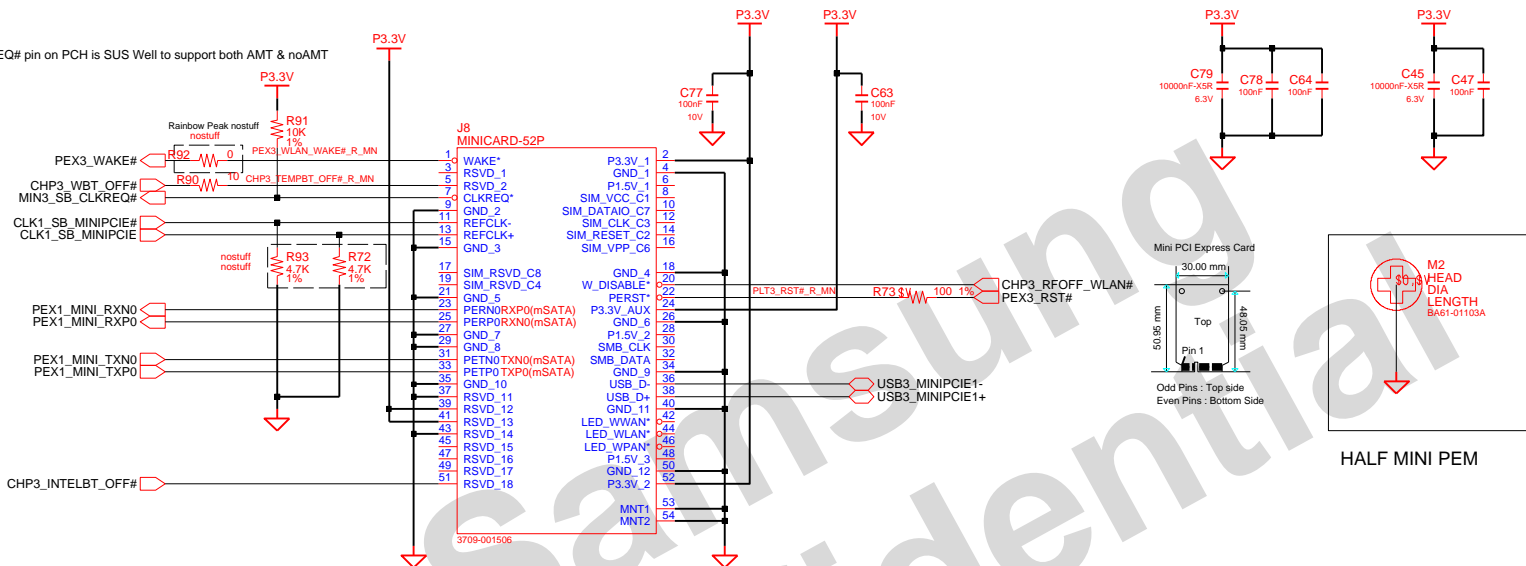 P3.3V
P3.3V
P3.3V
P3.3V
P3.3V
EQ# pin on PCH is SUS Well to support both AMT & noAMT
P3.3V
C77
100nF
10V
C63
100nF
10V
C79
10000nF-X5R
6.3V
C78
100nF
C64
100nF
C45
10000nF-X5R
6.3V
C47
100nF
Rainbow Peak nostuff
nostuff
R91
10K
1%
R92
0
PEX3_WLAN_WAKE#_R_MN
R90
10
CHP3_TEMPBT_OFF#_R_MN
PEX3_WAKE#
CHP3_WBT_OFF#
MIN3_SB_CLKREQ#
CLK1_SB_MINIPCIE#
CLK1_SB_MINIPCIE
nostuff
nostuff
R93
4.7K
1%
R72
4.7K
1%
PEX1_MINI_RXN0
PEX1_MINI_RXP0
PEX1_MINI_TXN0
PEX1_MINI_TXP0
CHP3_INTELBT_OFF#
J8
MINICARD-52P
1 WAKE*
3 RSVD_1
5 RSVD_2
7 CLKREQ*
9 GND_2
11 REFCLK-
13 REFCLK+
15 GND_3
17 SIM_RSVD_C8
19 SIM_RSVD_C4
21 GND_5
23 PERN0 RXP0(mSATA)
25 PERP0 RXN0(mSATA)
27 GND_7
29 GND_8
31 PETN0 TXN0(mSATA)
33 PETP0 TXP0(mSATA)
35 GND_10
37 RSVD_11
39 RSVD_12
41 RSVD_13
43 RSVD_14
45 RSVD_15
47 RSVD_16
49 RSVD_17
51 RSVD_18
P3.3V_1 2
GND_1 4
P1.5V_1 6
SIM_VCC_C1 8
SIM_DATAIO_C7 10
SIM_CLK_C3 12
SIM_RESET_C2 14
SIM_VPP_C6 16
GND_4 18
W_DISABLE* 20
PERST* 22
P3.3V_AUX 24
GND_6 26
P1.5V_2 28
SMB_CLK 30
SMB_DATA 32
GND_9 34
USB_D- 36
USB_D+ 38
GND_11 40
LED_WWAN* 42
LED_WLAN* 44
LED_WPAN* 46
P1.5V_3 48
GND_12 50
P3.3V_2 52
MNT1 53
MNT2 54
3709-001506
PLT3_RST#_R_MN
R73
100 1%
CHP3_RFOFF_WLAN#
PEX3_RST#
USB3_MINIPCIE1-
USB3_MINIPCIE1+
Mini PCI Express Card
30.00 mm
50.95 mm
48.05 mm
Top
Pin 1
Odd Pins : Top side
Even Pins : Bottom Side
M2
HEAD
DIA
LENGTH
BA61-01103A
HALF MINI PEM
Samsung
fidential